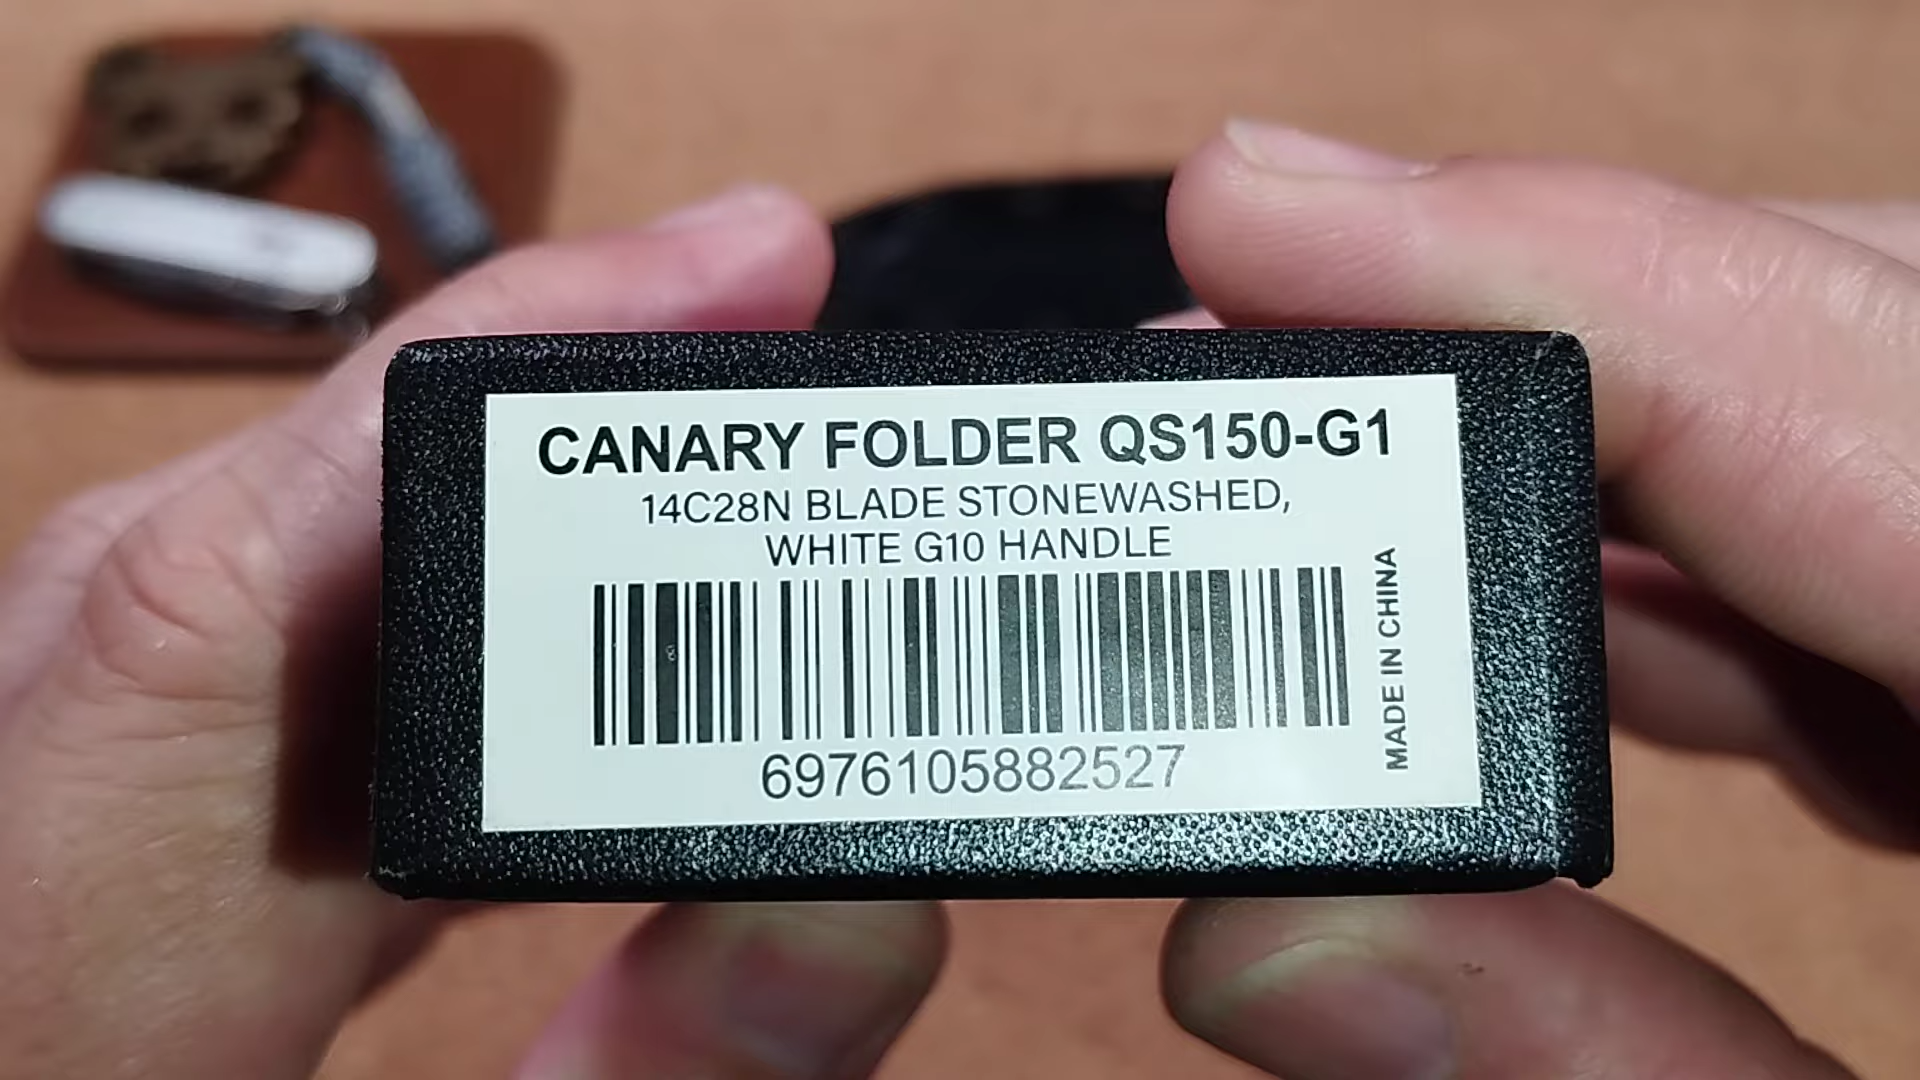 CANARY FOLDER QS150-G1
14C28N BLADE STONEWASHED,
WHITE G10 HANDLE
6976105882527
MADE IN CHINA